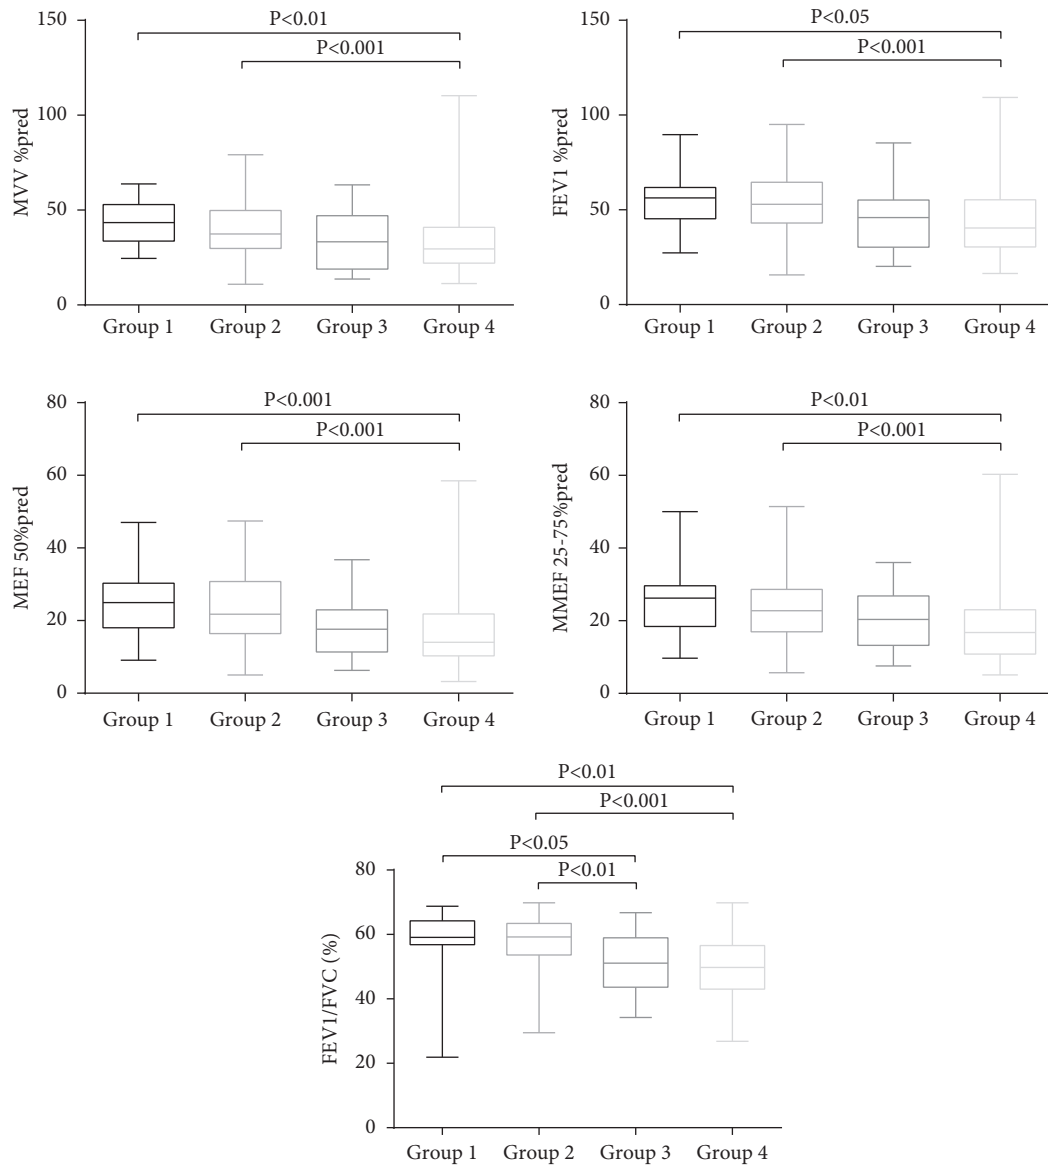 P<0.01
P<0.001
150
100
50
0
MVV %pred
Group 1 Group 2 Group 3 Group 4
P<0.05
P<0.001
150
100
50
0
FEV1 %pred
Group 1 Group 2 Group 3 Group 4
P<0.001
P<0.001
80
60
40
20
0
MEF 50%pred
Group 1 Group 2 Group 3 Group 4
P<0.01
P<0.001
80
60
40
20
0
MMEF 25-75%pred
Group 1 Group 2 Group 3 Group 4
P<0.01
P<0.001
P<0.05
P<0.01
80
60
40
20
0
FEV1/FVC (%)
Group 1 Group 2 Group 3 Group 4